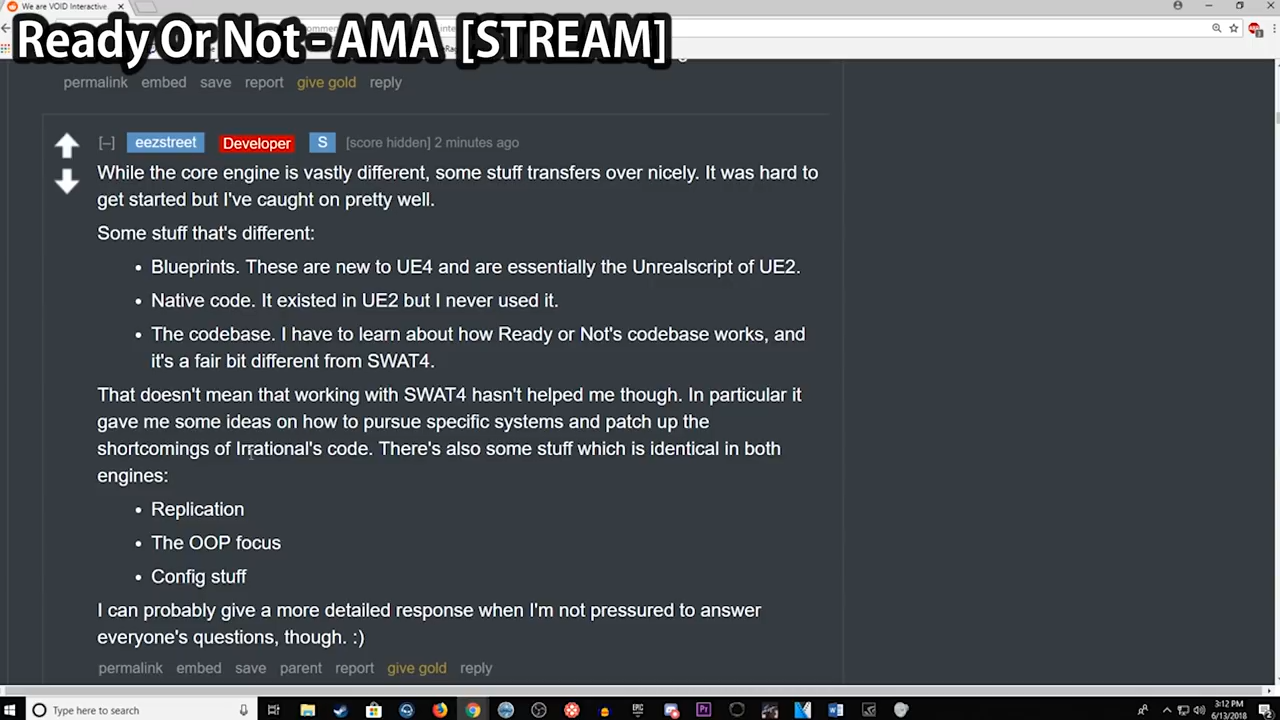 We are VOID Interactive,
Ready Or Not - AMA [STREAM]
permalink embed save report give gold reply
[–] eezstreet Developer S [score hidden] 2 minutes ago
While the core engine is vastly different, some stuff transfers over nicely. It was hard to
get started but I've caught on pretty well.
Some stuff that's different:
• Blueprints. These are new to UE4 and are essentially the Unrealscript of UE2.
• Native code. It existed in UE2 but I never used it.
• The codebase. I have to learn about how Ready or Not's codebase works, and
it's a fair bit different from SWAT4.
That doesn't mean that working with SWAT4 hasn't helped me though. In particular it
gave me some ideas on how to pursue specific systems and patch up the
shortcomings of Irrational's code. There's also some stuff which is identical in both
engines:
• Replication
• The OOP focus
• Config stuff
I can probably give a more detailed response when I'm not pressured to answer
everyone's questions, though. :)
permalink embed save parent report give gold reply
Type here to search
3:12 PM
6/13/2018